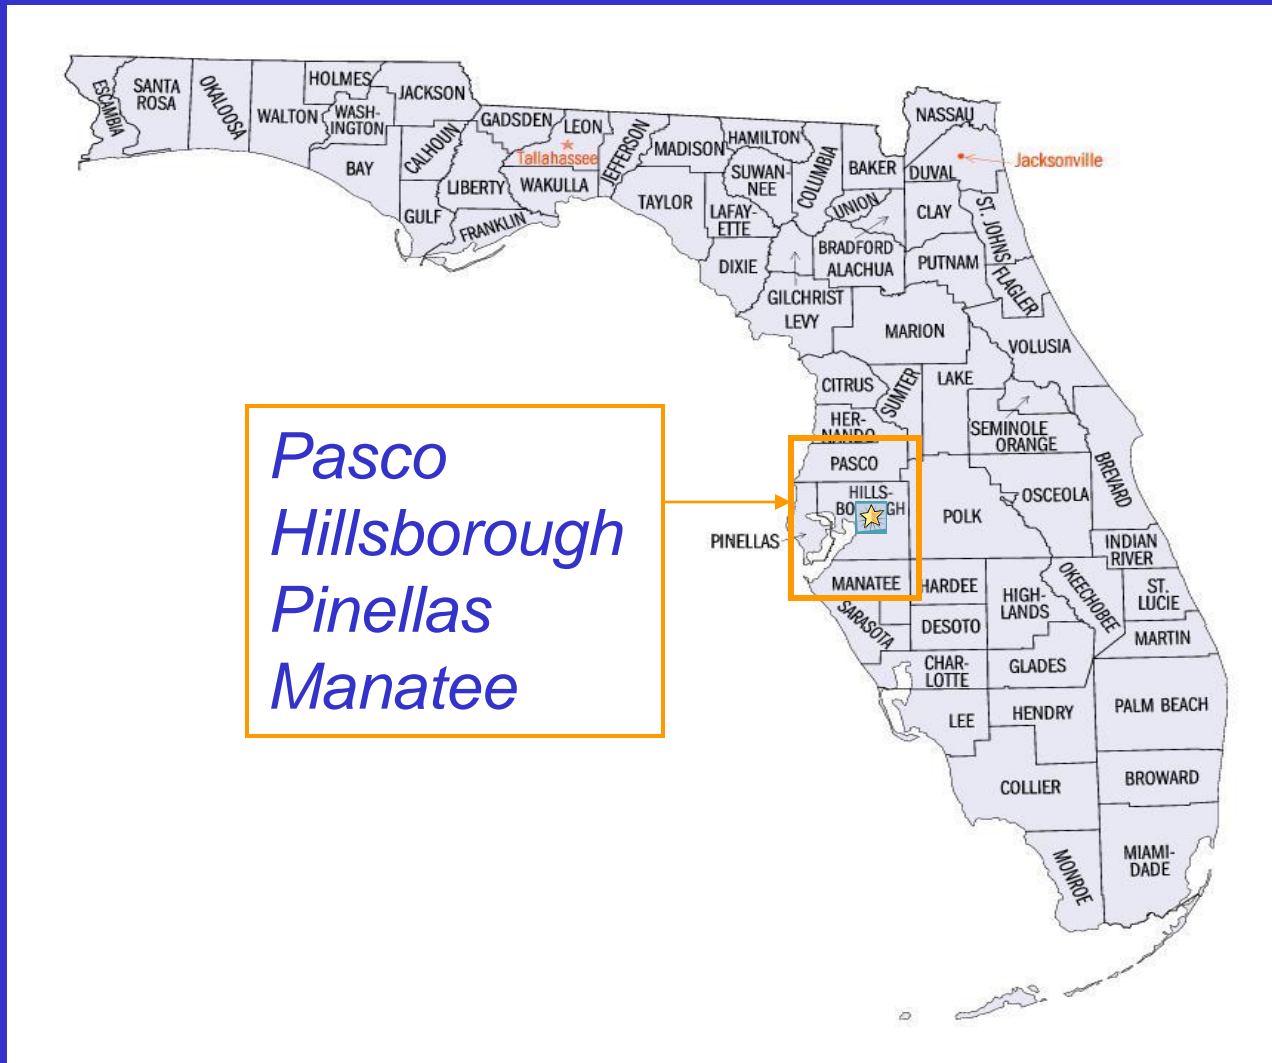 ESCAMBIA
SANTA
ROSA
OKALOOSA
WALTON
HOLMES
WASH-
INGTON
JACKSON
BAY
CALHOUN
GULF
GADSDEN
LIBERTY
FRANKLIN
LEON
Tallahassee
WAKULLA
JEFFERSON
MADISON
TAYLOR
HAMILTON
SUWAN-
NEE
LAFAY-
ETTE
DIXIE
COLUMBIA
BAKER
NASSAU
DUVAL
Jacksonville
UNION
BRADFORD
CLAY
ST. JOHNS
ALACHUA
PUTNAM
FLAGLER
GILCHRIST
LEVY
MARION
VOLUSIA
CITRUS
SUMTER
LAKE
HER-
NANDO
SEMINOLE
ORANGE
BREVARD
Pasco
Hillsborough
Pinellas
Manatee
PASCO
HILLS-
BO GH
PINELLAS
POLK
OSCEOLA
INDIAN
RIVER
MANATEE
HARDEE
HIGH-
LANDS
OKEECHOBEE
ST.
LUCIE
SARASOTA
DESOTO
MARTIN
CHAR-
LOTTE
GLADES
LEE
HENDRY
PALM BEACH
COLLIER
BROWARD
MONROE
MIAMI-
DADE